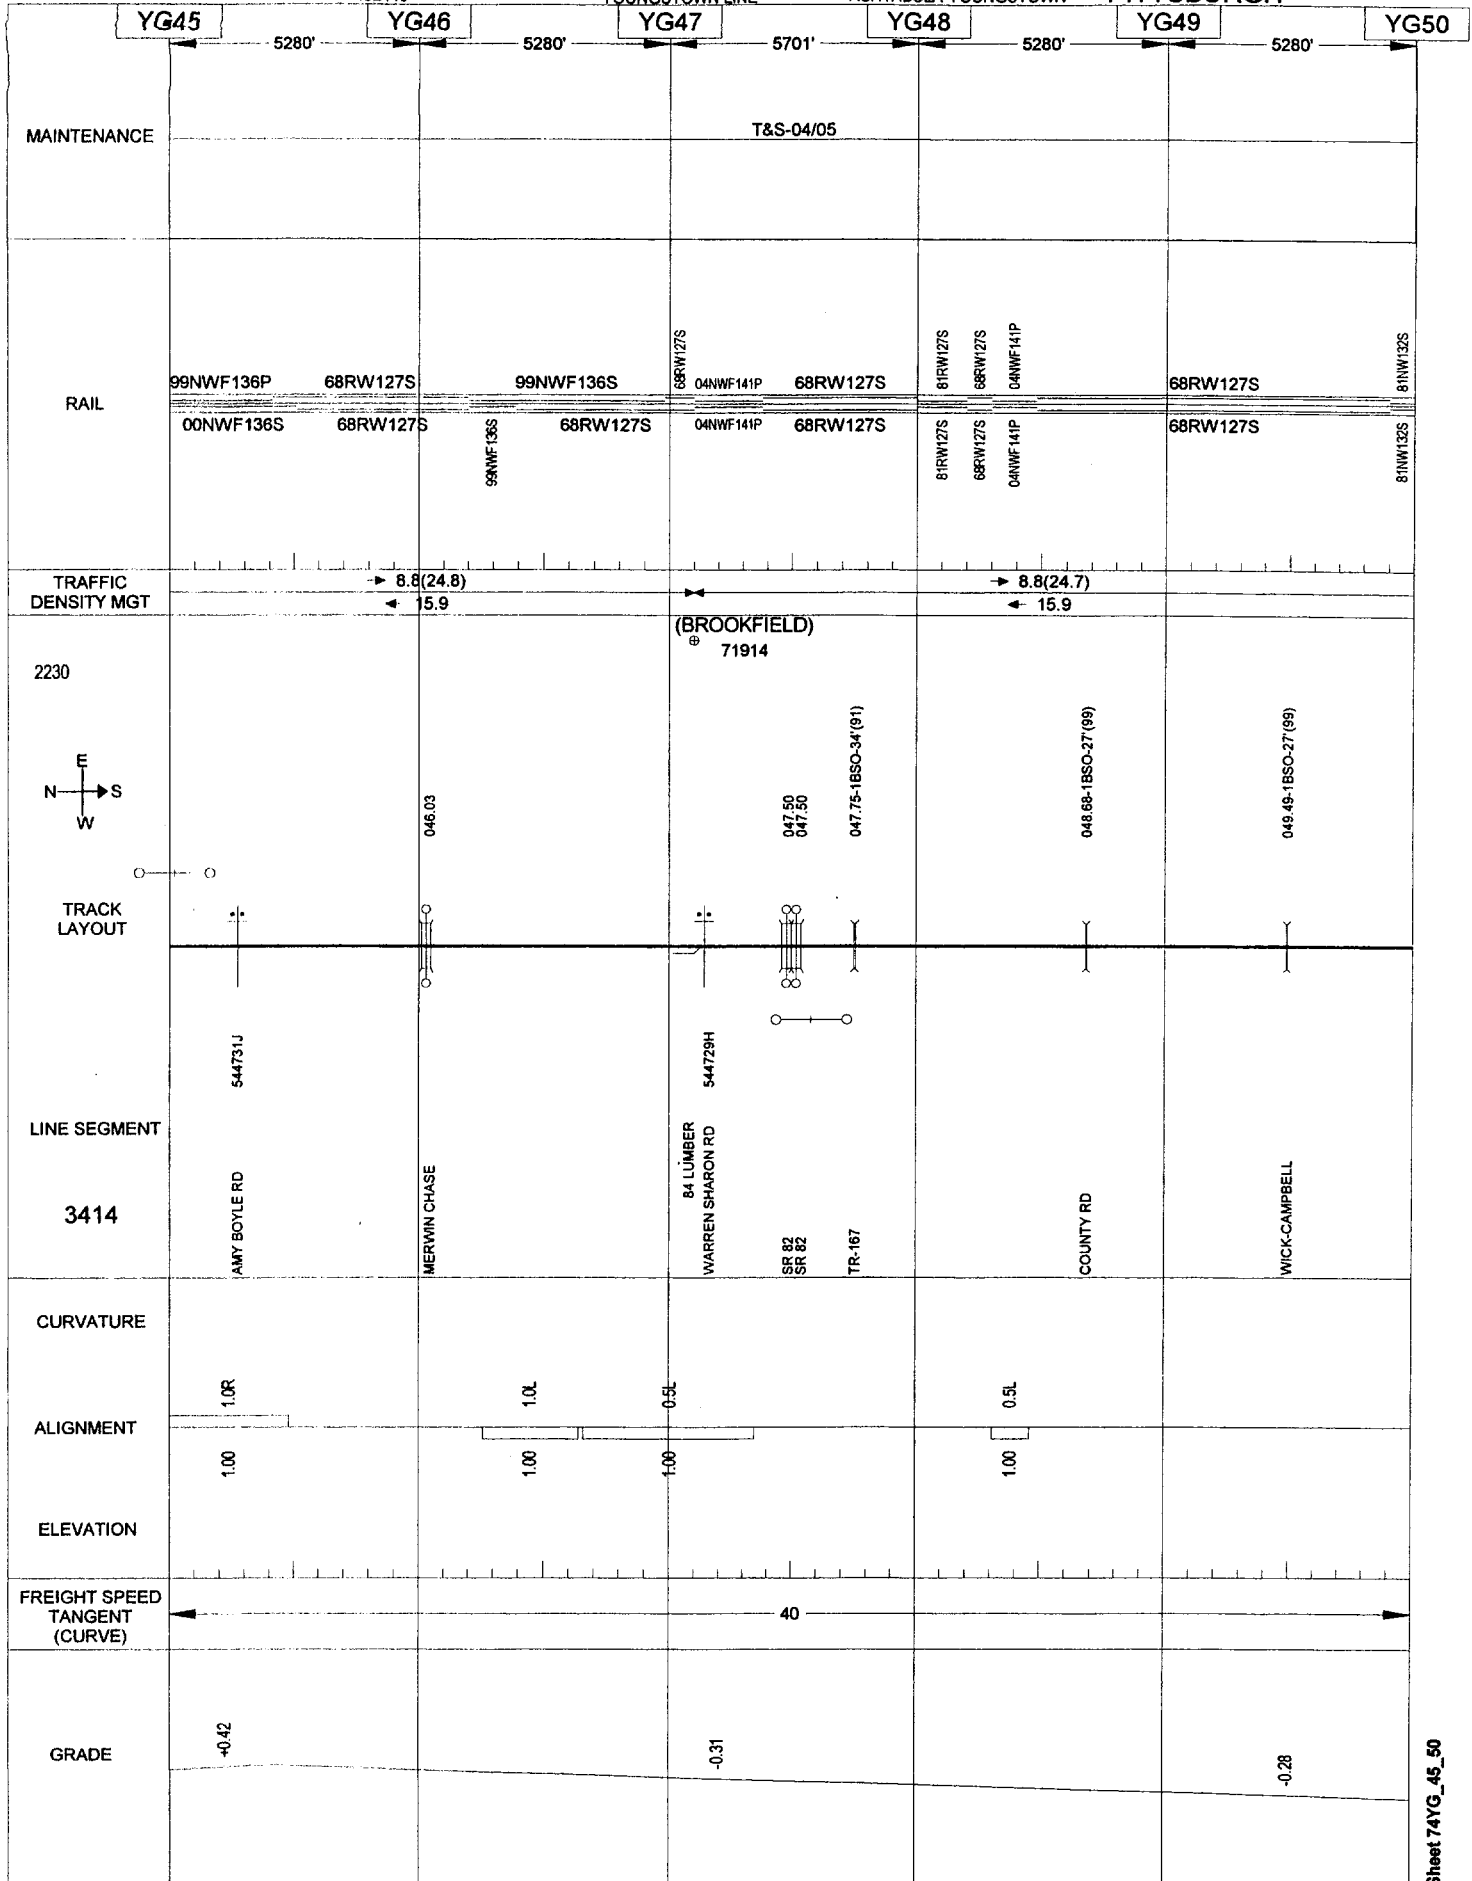 YG45 YG46 YG47 YG48 YG49 YG50
5280' 5280' 5701' 5280' 5280'
MAINTENANCE
T&S-04/05
RAIL
99NWF136P 68RW127S 99NWF136S 68RW127S 04NWF141P 68RW127S 81RW127S 68RW127S 04NWF141P 68RW127S 81NW132S
00NWF136S 68RW127S 99NWF136S 68RW127S 04NWF141P 68RW127S 81RW127S 68RW127S 04NWF141P 68RW127S 81NW132S
TRAFFIC
DENSITY MGT
8.8(24.8) 8.8(24.7)
15.9 15.9
(BROOKFIELD)
71914
2230
E
N S
W
046.03
047.50
047.50
047.75-1BSO-34'(91)
048.68-1BSO-27'(99)
049.49-1BSO-27'(99)
TRACK
LAYOUT
544731J
544729H
LINE SEGMENT
3414
AMY BOYLE RD
MERWIN CHASE
84 LUMBER
WARREN SHARON RD
SR 82
SR 82
TR-167
COUNTY RD
WICK-CAMPBELL
CURVATURE
1.0R 1.0L 0.5L 0.5L
ALIGNMENT
1.00 1.00 1.00 1.00
ELEVATION
FREIGHT SPEED
TANGENT
(CURVE)
40
GRADE
+0.42 -0.31 -0.28
Sheet 74YG_45_50